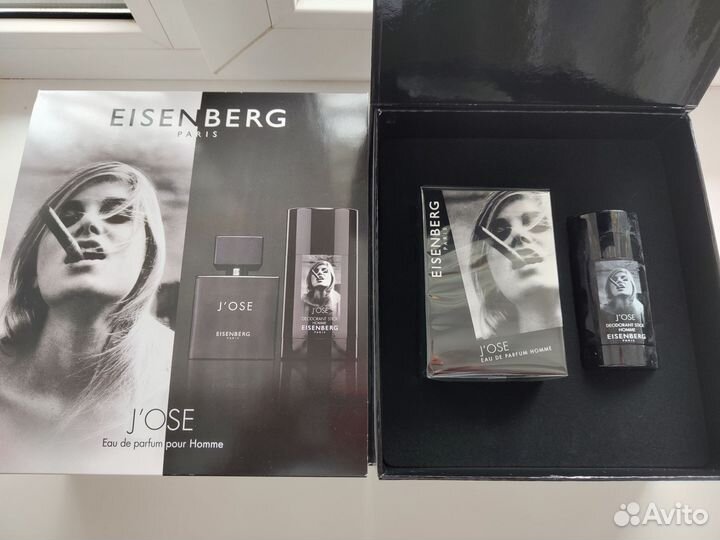 EISENBERG
PARIS
J'OSE
EISENBERG
PARIS
J'OSE
DEODORANT STICK
HOMME
EISENBERG
PARIS
J'OSE
Eau de parfum pour Homme
EISENBERG
PARIS
J'OSE
EAU DE PARFUM HOMME
J'OSE
DEODORANT STICK
HOMME
EISENBERG
PARIS
Avito